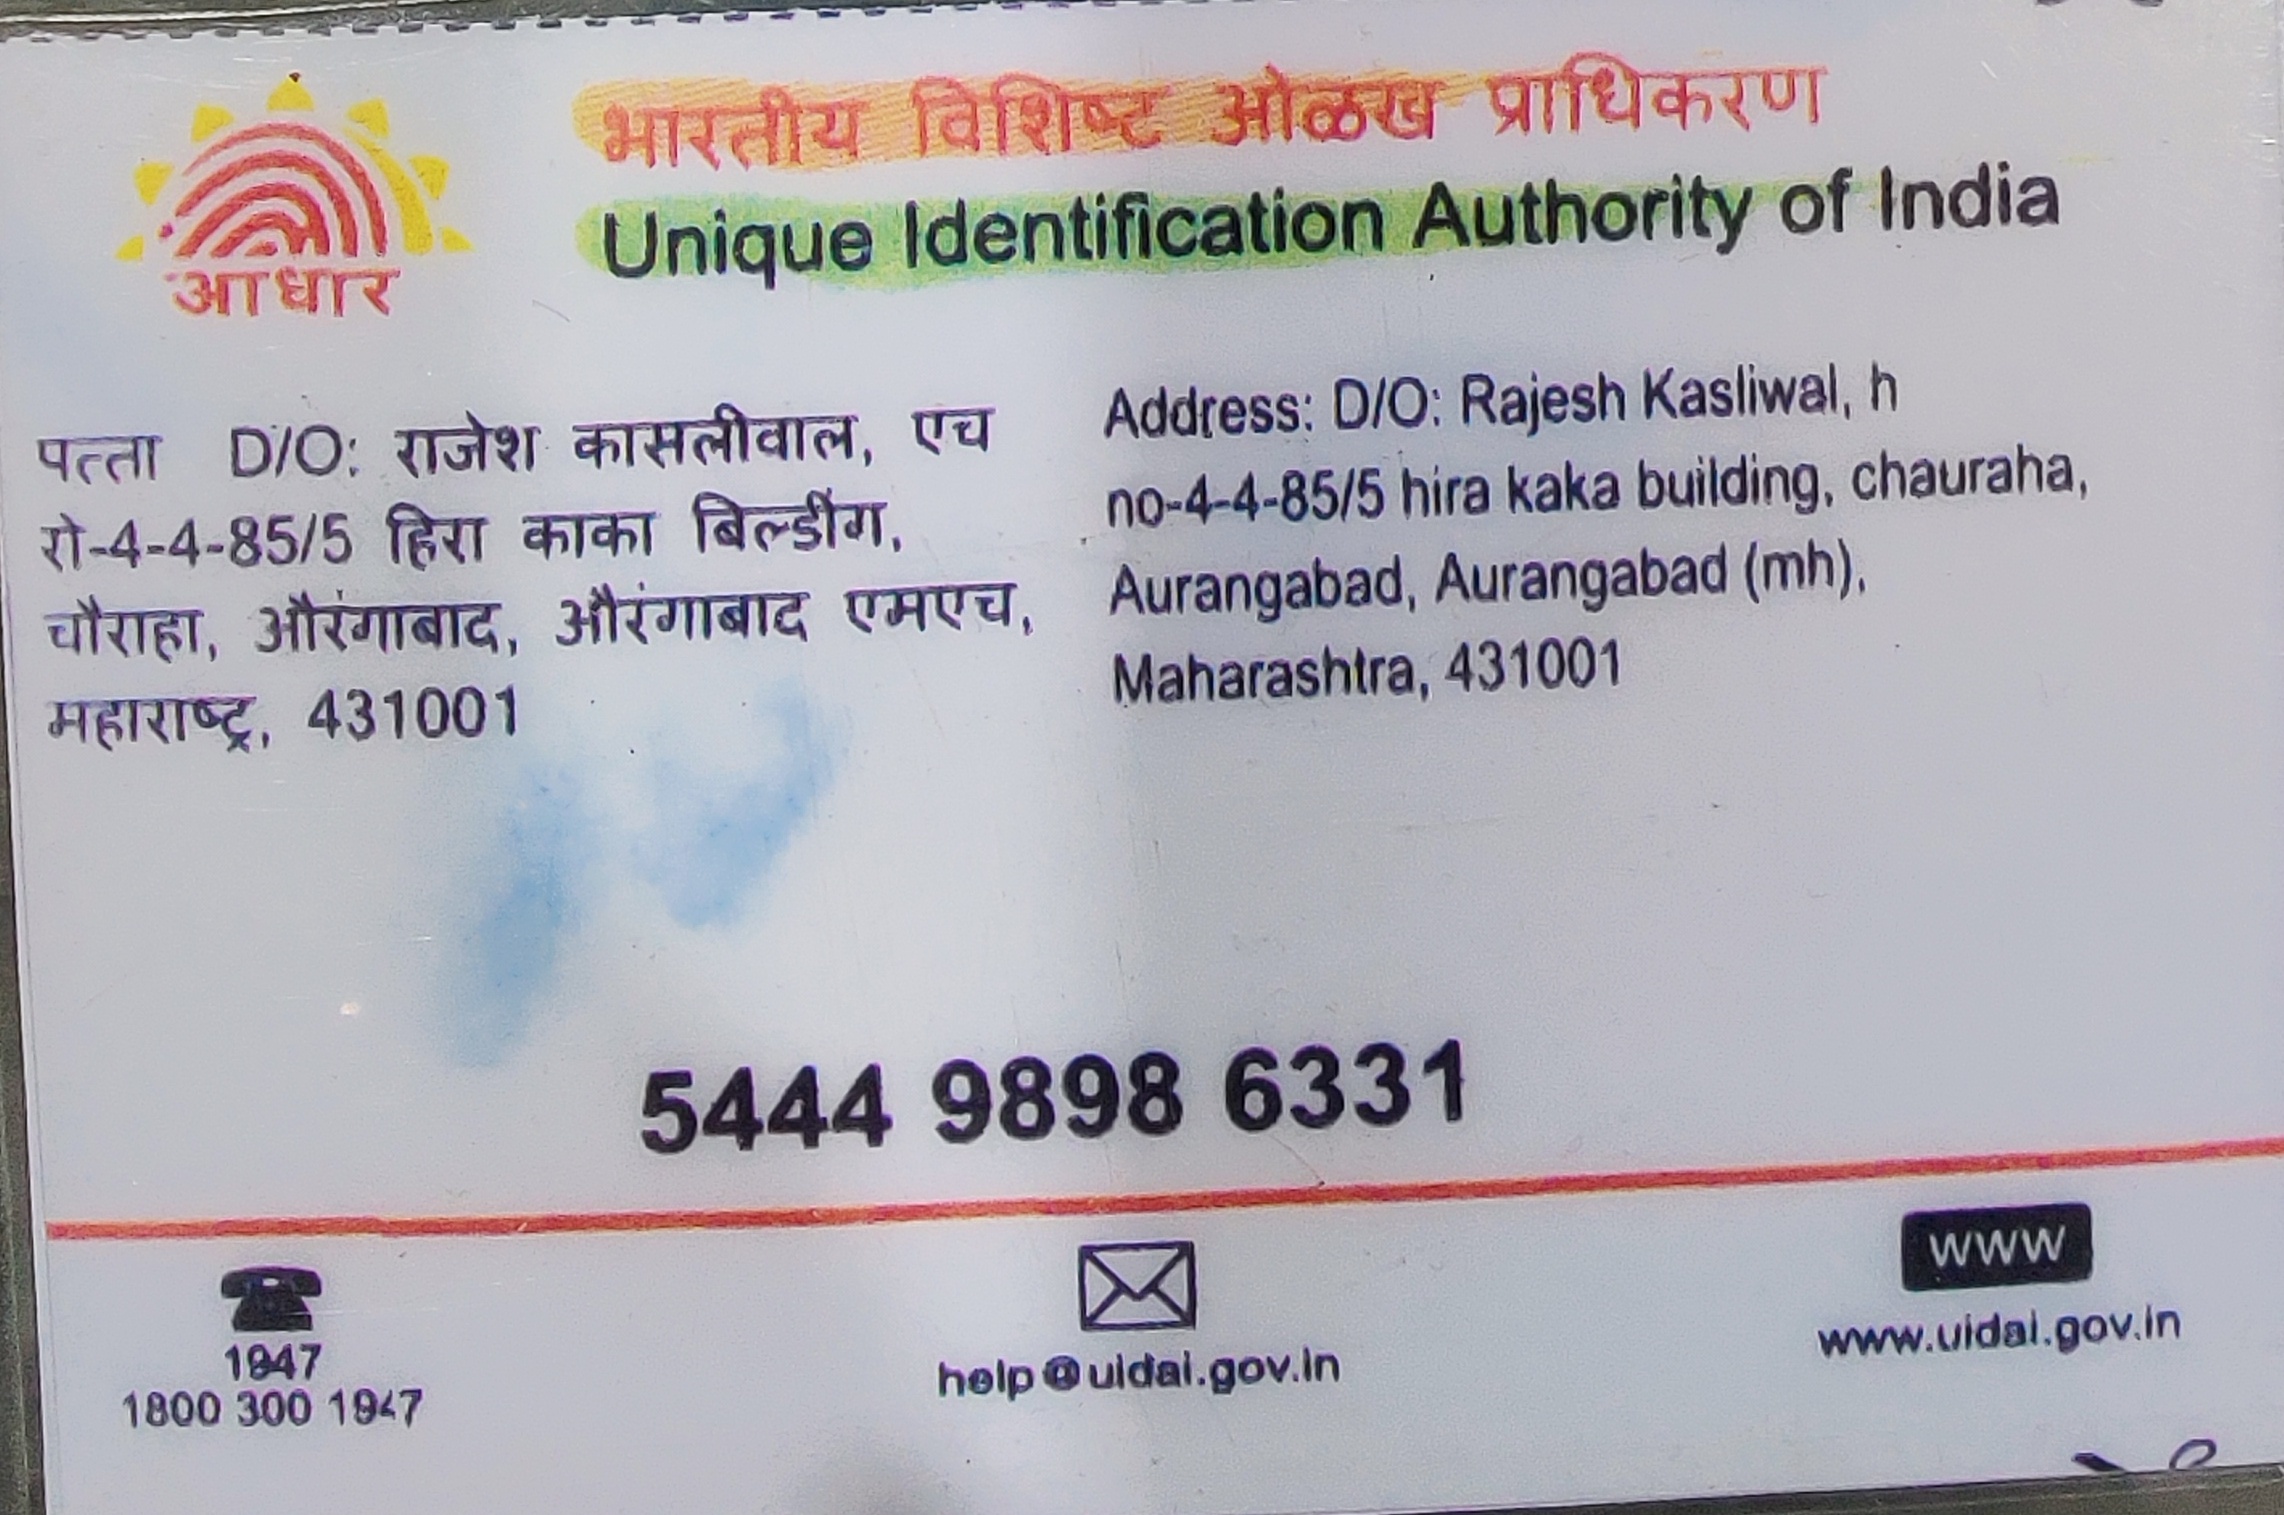 भारतीय विशिष्ट ओळख प्राधिकरण
Unique Identification Authority of India
आधार
पत्ता D/O: राजेश कासलीवाल, एच
रो-4-4-85/5 हिरा काका बिल्डींग,
चौराहा, औरंगाबाद, औरंगाबाद एमएच,
महाराष्ट्र, 431001
Address: D/O: Rajesh Kasliwal, h
no-4-4-85/5 hira kaka building, chauraha,
Aurangabad, Aurangabad (mh),
Maharashtra, 431001
5444 9898 6331
1947
1800 300 1947
help@uidai.gov.in
WWW
www.uidai.gov.in